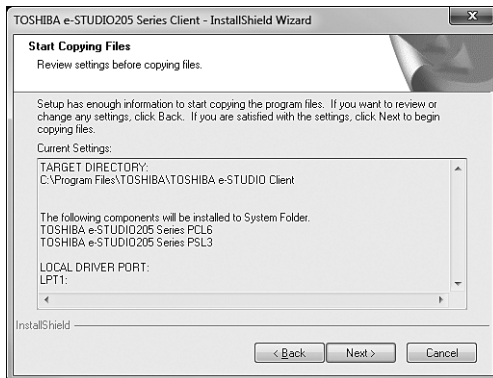 TOSHIBA e-STUDIO205 Series Client - InstallShield Wizard
Start Copying Files
Review settings before copying files.
Setup has enough information to start copying the program files. If you want to review or
change any settings, click Back. If you are satisfied with the settings, click Next to begin
copying files.
Current Settings:
TARGET DIRECTORY:
C:\Program Files\TOSHIBA\TOSHIBA e-STUDIO Client
The following components will be installed to System Folder.
TOSHIBA e-STUDIO205 Series PCL6
TOSHIBA e-STUDIO205 Series PSL3
LOCAL DRIVER PORT:
LPT1:
InstallShield
< Back Next > Cancel